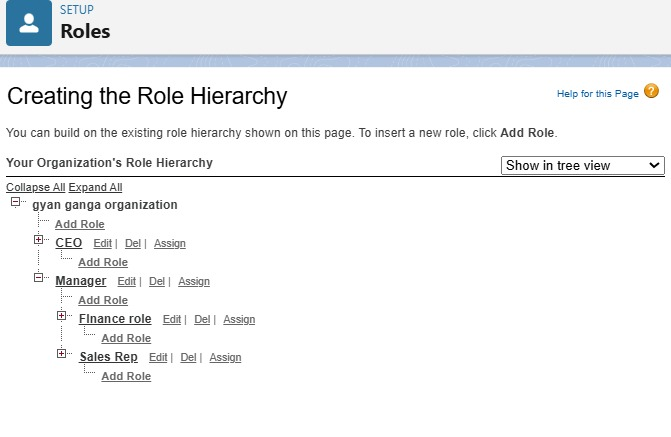 SETUP
Roles
Creating the Role Hierarchy
Help for this Page ?
You can build on the existing role hierarchy shown on this page. To insert a new role, click Add Role.
Your Organization's Role Hierarchy
Show in tree view
Collapse All Expand All
gyan ganga organization
Add Role
CEO Edit | Del | Assign
Add Role
Manager Edit | Del | Assign
Add Role
FInance role Edit | Del | Assign
Add Role
Sales Rep Edit | Del | Assign
Add Role